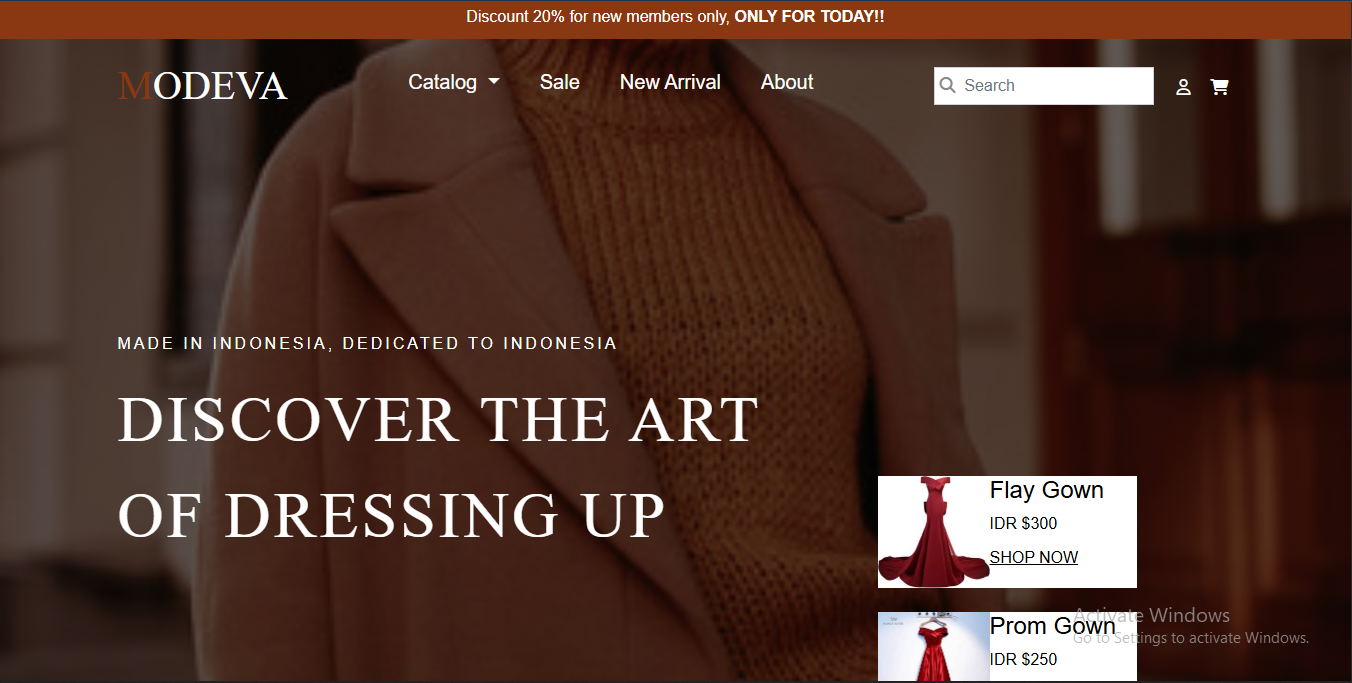 Discount 20% for new members only, ONLY FOR TODAY!!
MODEVA
Catalog
Sale
New Arrival
About
Search
MADE IN INDONESIA, DEDICATED TO INDONESIA
DISCOVER THE ART
OF DRESSING UP
Flay Gown
IDR $300
SHOP NOW
Prom Gown
IDR $250
Activate Windows
Go to Settings to activate Windows.